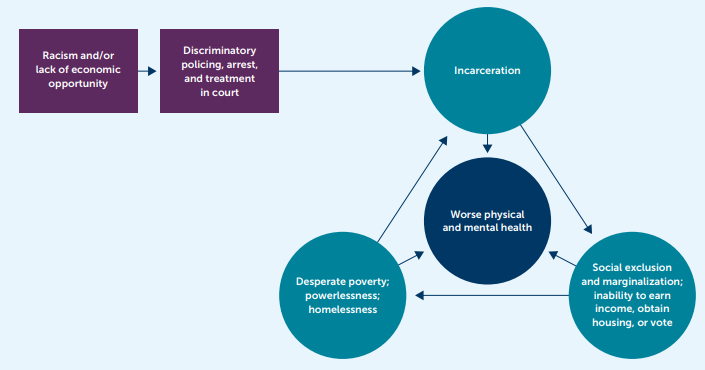 Racism and/or
lack of economic
opportunity
Discriminatory
policing, arrest,
and treatment
in court
Incarceration
Worse physical
and mental health
Desperate poverty;
powerlessness;
homelessness
Social exclusion
and marginalization;
inability to earn
income, obtain
housing, or vote